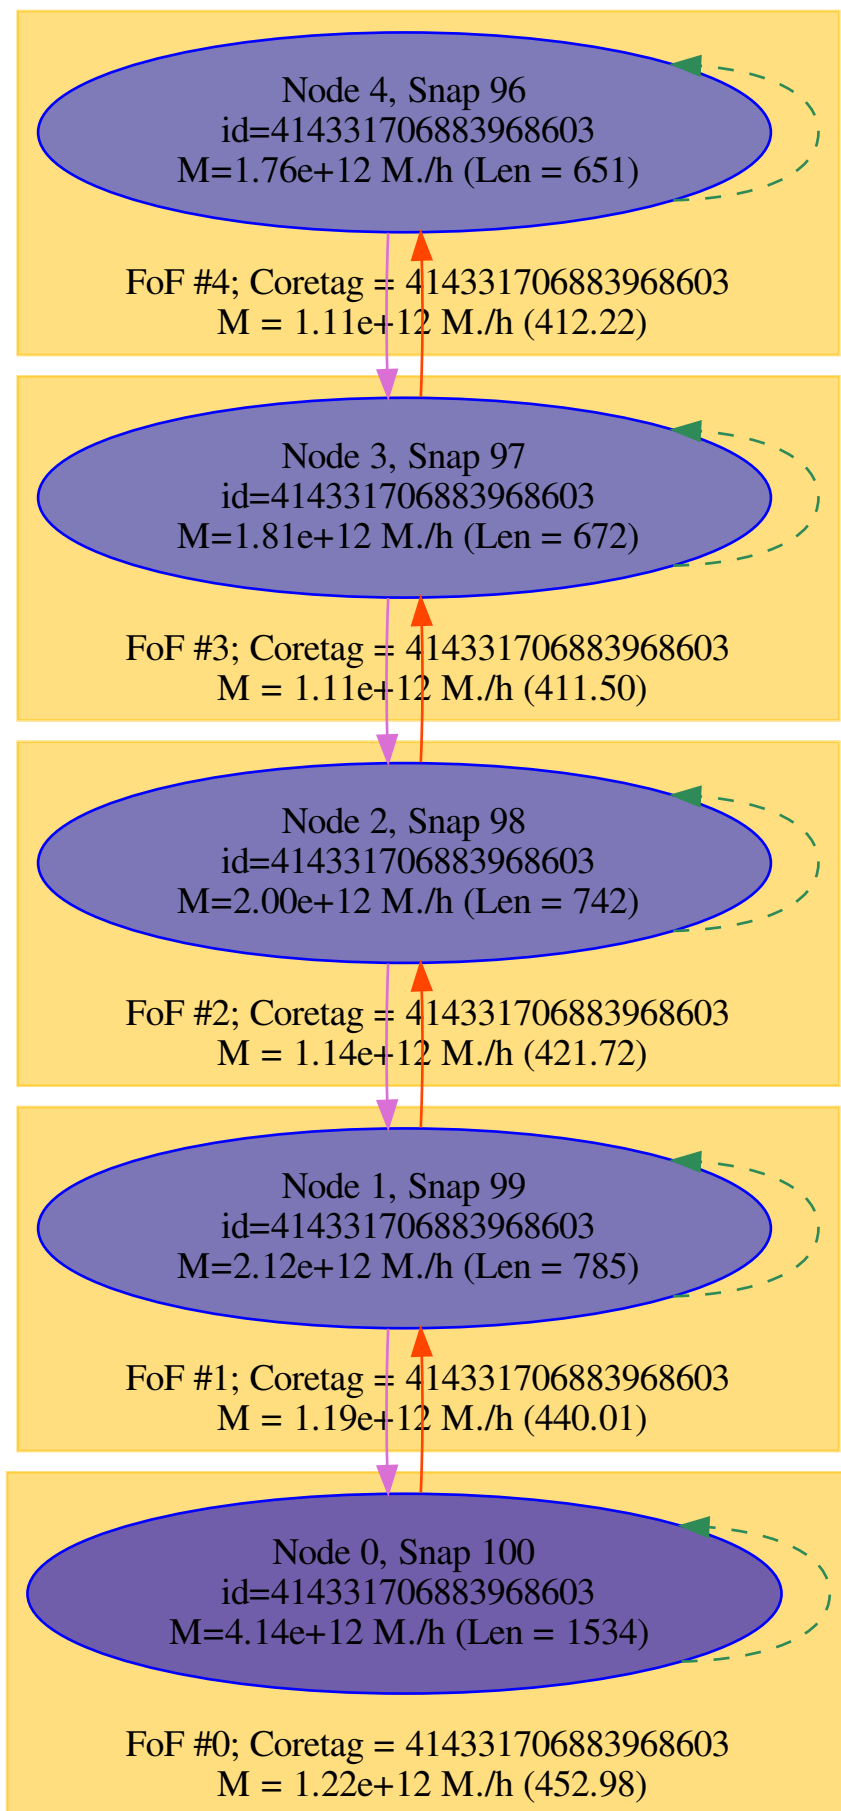 Node 4, Snap 96
id=414331706883968603
M=1.76e+12 M./h (Len = 651)
FoF #4; Coretag = 414331706883968603
M = 1.11e+12 M./h (412.22)
Node 3, Snap 97
id=414331706883968603
M=1.81e+12 M./h (Len = 672)
FoF #3; Coretag = 414331706883968603
M = 1.11e+12 M./h (411.50)
Node 2, Snap 98
id=414331706883968603
M=2.00e+12 M./h (Len = 742)
FoF #2; Coretag = 414331706883968603
M = 1.14e+12 M./h (421.72)
Node 1, Snap 99
id=414331706883968603
M=2.12e+12 M./h (Len = 785)
FoF #1; Coretag = 414331706883968603
M = 1.19e+12 M./h (440.01)
Node 0, Snap 100
id=414331706883968603
M=4.14e+12 M./h (Len = 1534)
FoF #0; Coretag = 414331706883968603
M = 1.22e+12 M./h (452.98)